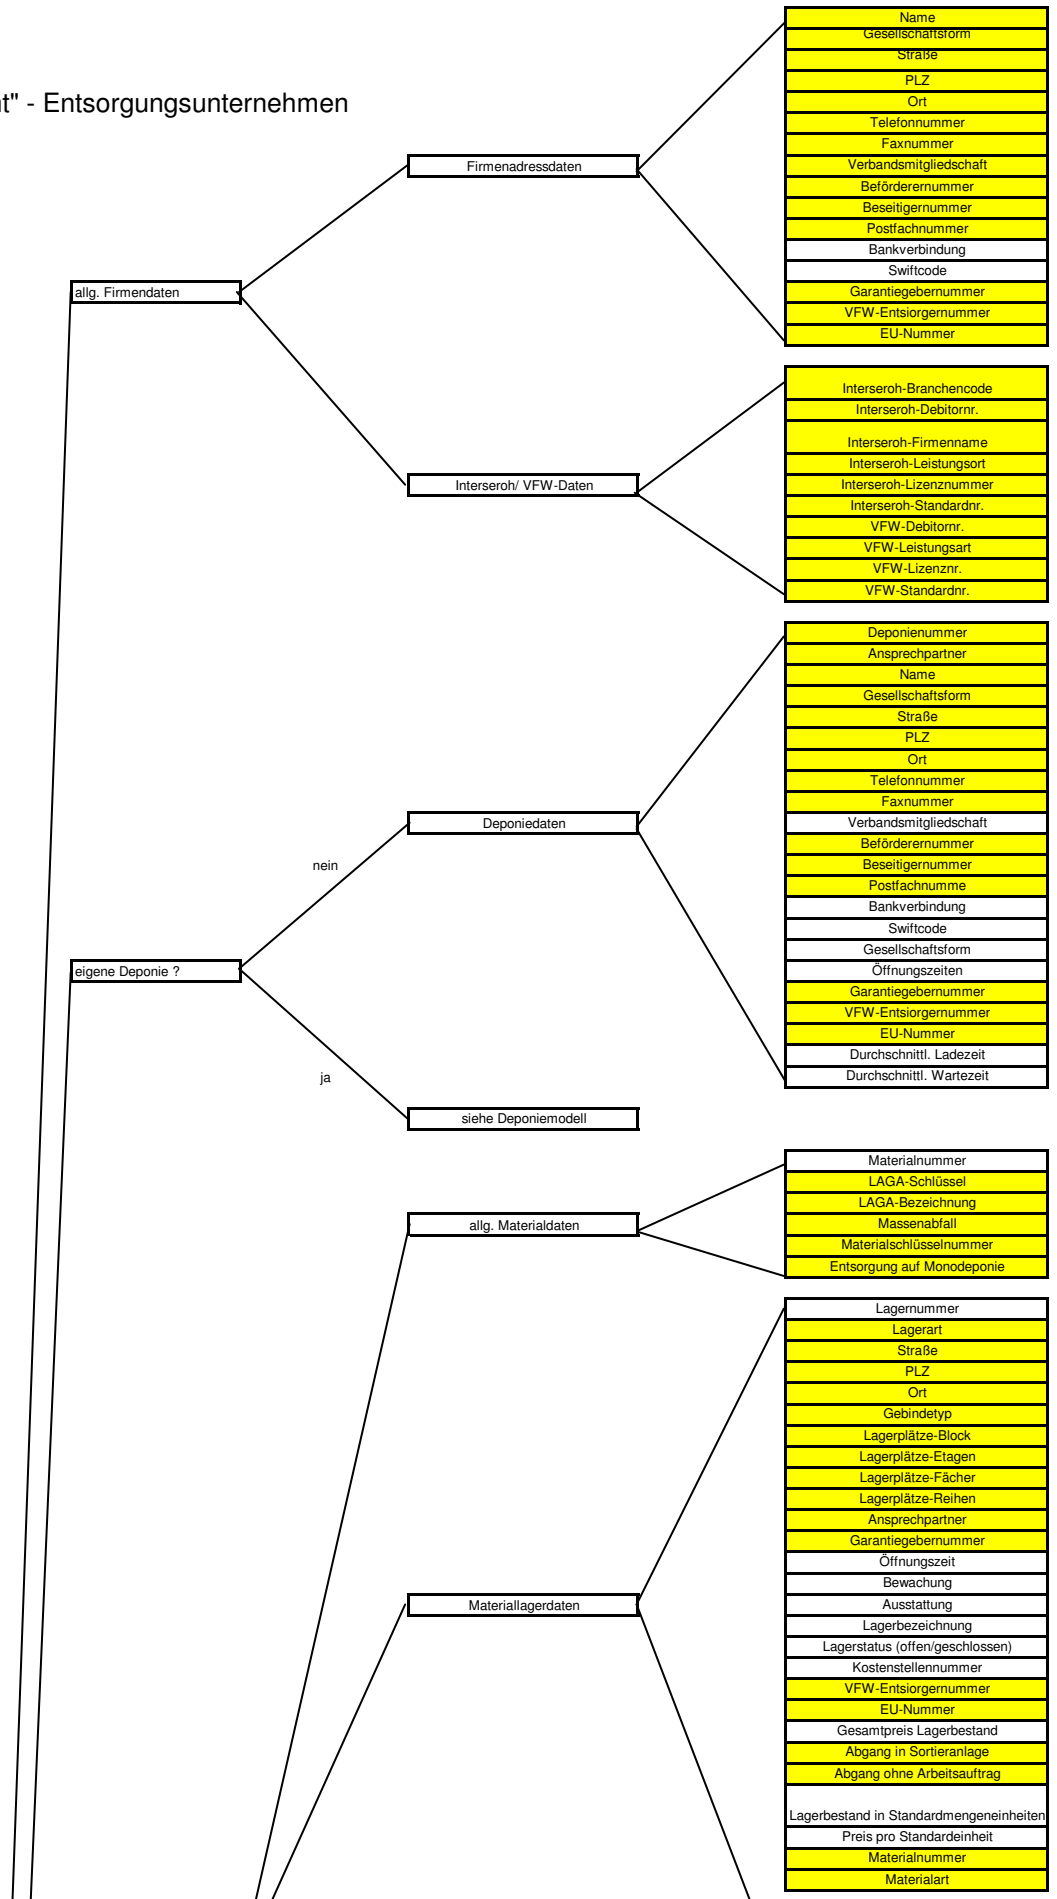 Name
Gesellschaftsform
Straße
PLZ
t" - Entsorgungsunternehmen
Ort
Telefonnummer
Faxnummer
Firmenadressdaten
Verbandsmitgliedschaft
Beförderernummer
Beseitigernummer
Postfachnummer
Bankverbindung
Swiftcode
allg. Firmendaten
Garantiegebernummer
VFW-Entsiorgernummer
EU-Nummer
Interseroh-Branchencode
Interseroh-Debitornr.
Interseroh-Firmenname
Interseroh-Leistungsort
Interseroh/ VFW-Daten
Interseroh-Lizenznummer
Interseroh-Standardnr.
VFW-Debitornr.
VFW-Leistungsart
VFW-Lizenznr.
VFW-Standardnr.
Deponienummer
Ansprechpartner
Name
Gesellschaftsform
Straße
PLZ
Ort
Telefonnummer
Faxnummer
Deponiedaten
Verbandsmitgliedschaft
Beförderernummer
nein
Beseitigernummer
Postfachnumme
Bankverbindung
Swiftcode
Gesellschaftsform
eigene Deponie ?
Öffnungszeiten
Garantiegebernummer
VFW-Entsiorgernummer
EU-Nummer
Durchschnittl. Ladezeit
ja
Durchschnittl. Wartezeit
siehe Deponiemodell
Materialnummer
LAGA-Schlüssel
LAGA-Bezeichnung
allg. Materialdaten
Massenabfall
Materialschlüsselnummer
Entsorgung auf Monodeponie
Lagernummer
Lagerart
Straße
PLZ
Ort
Gebindetyp
Lagerplätze-Block
Lagerplätze-Etagen
Lagerplätze-Fächer
Lagerplätze-Reihen
Ansprechpartner
Garantiegebernummer
Öffnungszeit
Bewachung
Materiallagerdaten
Ausstattung
Lagerbezeichnung
Lagerstatus (offen/geschlossen)
Kostenstellennummer
VFW-Entsiorgernummer
EU-Nummer
Gesamtpreis Lagerbestand
Abgang in Sortieranlage
Abgang ohne Arbeitsauftrag
Lagerbestand in Standardmengeneinheiten
Preis pro Standardeinheit
Materialnummer
Materialart